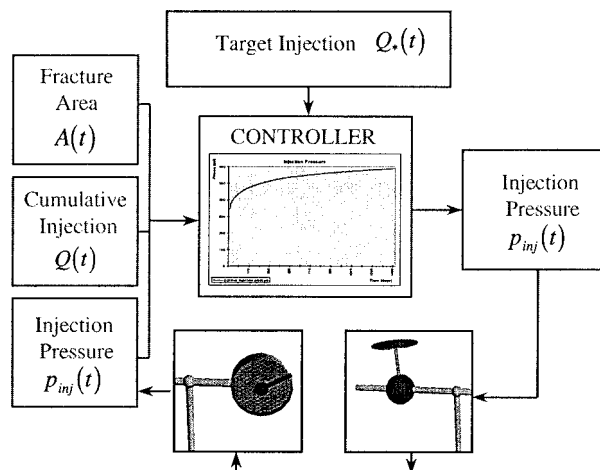 Target Injection Q*(t)
Fracture
Area
A(t)
CONTROLLER
Injection Pressure
Cumulative
Injection
Q(t)
Injection
Pressure
p_inj(t)
Injection
Pressure
p_inj(t)